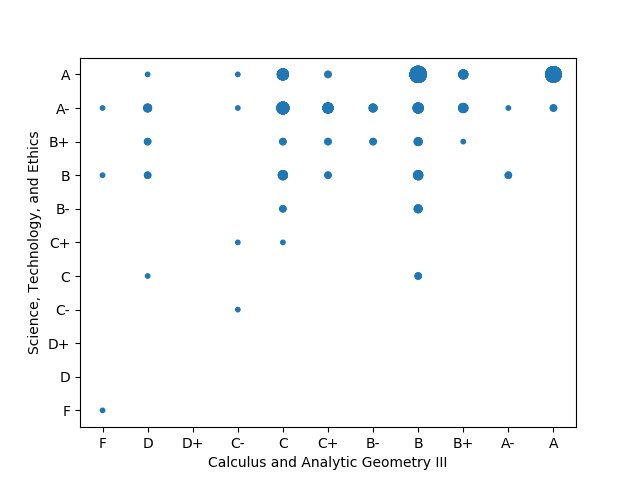 Science, Technology, and Ethics
A
A-
B+
B
B-
C+
C
C-
D+
D
F
F D D+ C- C C+ B- B B+ A- A
Calculus and Analytic Geometry III